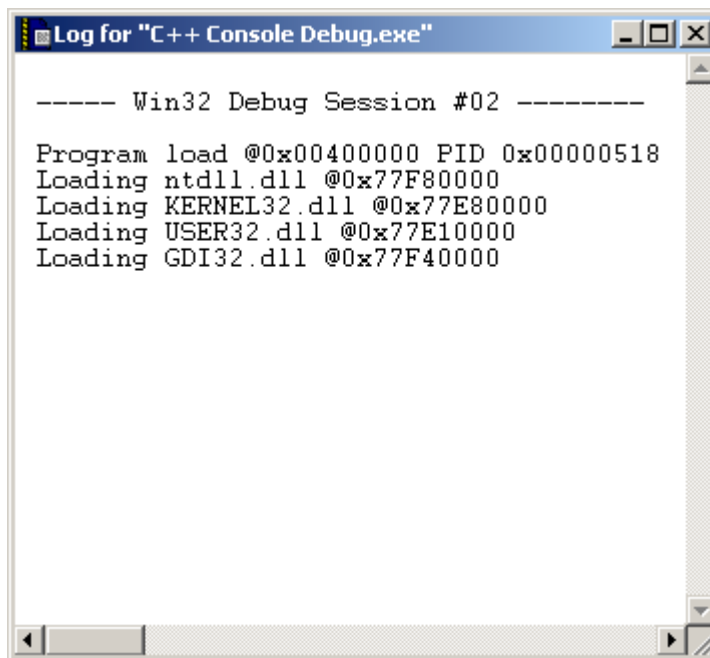 Log for "C++ Console Debug.exe"
----- Win32 Debug Session #02 --------
Program load @0x00400000 PID 0x00000518
Loading ntdll.dll @0x77F80000
Loading KERNEL32.dll @0x77E80000
Loading USER32.dll @0x77E10000
Loading GDI32.dll @0x77F40000